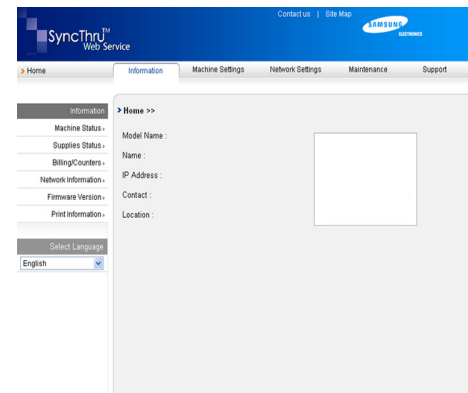 Contact us | Site Map
SAMSUNG
ELECTRONICS
SyncThru™
Web Service
> Home
Information
Machine Settings
Network Settings
Maintenance
Support
Information
Machine Status
Supplies Status
Billing/Counters
Network Information
Firmware Version
Print Information
Select Language
English
> Home >>
Model Name :
Name :
IP Address :
Contact :
Location :